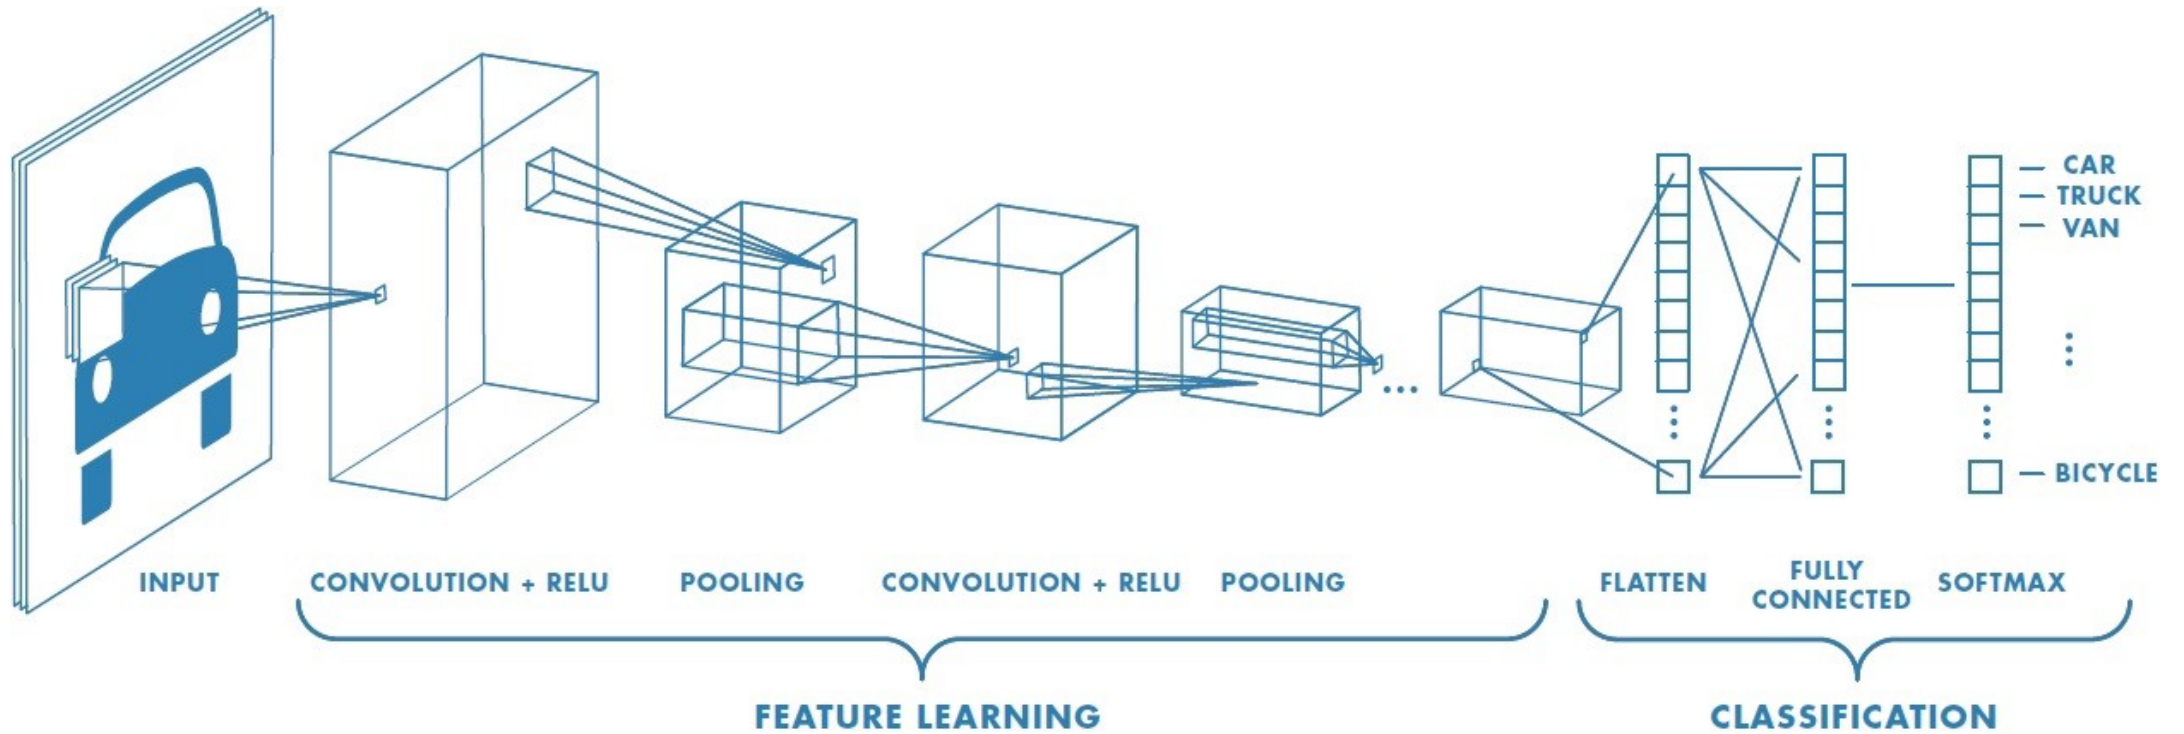 CAR
TRUCK
VAN
BICYCLE
INPUT
CONVOLUTION + RELU
POOLING
CONVOLUTION + RELU
POOLING
FLATTEN
FULLY
CONNECTED
SOFTMAX
FEATURE LEARNING
CLASSIFICATION